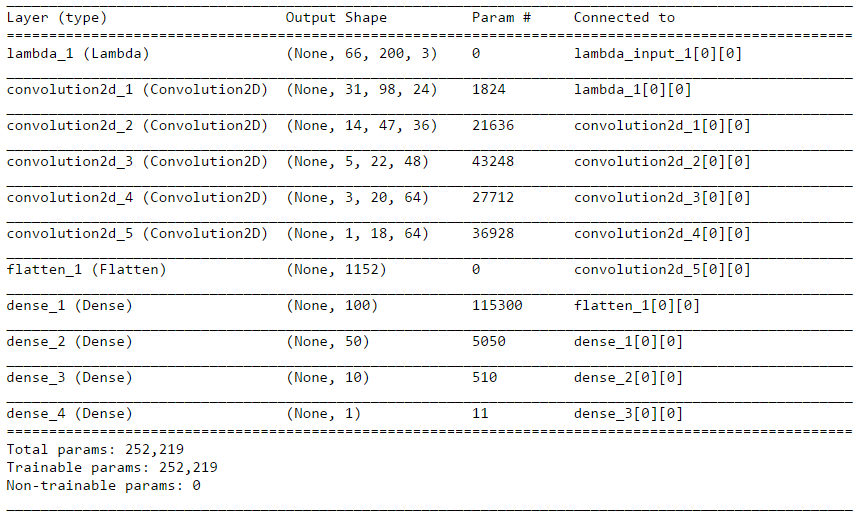 Layer (type) Output Shape Param # Connected to
lambda_1 (Lambda) (None, 66, 200, 3) 0 lambda_input_1[0][0]
convolution2d_1 (Convolution2D) (None, 31, 98, 24) 1824 lambda_1[0][0]
convolution2d_2 (Convolution2D) (None, 14, 47, 36) 21636 convolution2d_1[0][0]
convolution2d_3 (Convolution2D) (None, 5, 22, 48) 43248 convolution2d_2[0][0]
convolution2d_4 (Convolution2D) (None, 3, 20, 64) 27712 convolution2d_3[0][0]
convolution2d_5 (Convolution2D) (None, 1, 18, 64) 36928 convolution2d_4[0][0]
flatten_1 (Flatten) (None, 1152) 0 convolution2d_5[0][0]
dense_1 (Dense) (None, 100) 115300 flatten_1[0][0]
dense_2 (Dense) (None, 50) 5050 dense_1[0][0]
dense_3 (Dense) (None, 10) 510 dense_2[0][0]
dense_4 (Dense) (None, 1) 11 dense_3[0][0]
Total params: 252,219
Trainable params: 252,219
Non-trainable params: 0